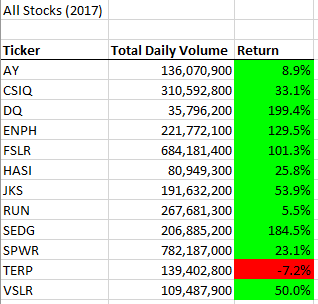 All Stocks (2017)
Ticker Total Daily Volume Return
AY 136,070,900 8.9%
CSIQ 310,592,800 33.1%
DQ 35,796,200 199.4%
ENPH 221,772,100 129.5%
FSLR 684,181,400 101.3%
HASI 80,949,300 25.8%
JKS 191,632,200 53.9%
RUN 267,681,300 5.5%
SEDG 206,885,200 184.5%
SPWR 782,187,000 23.1%
TERP 139,402,800 -7.2%
VSLR 109,487,900 50.0%